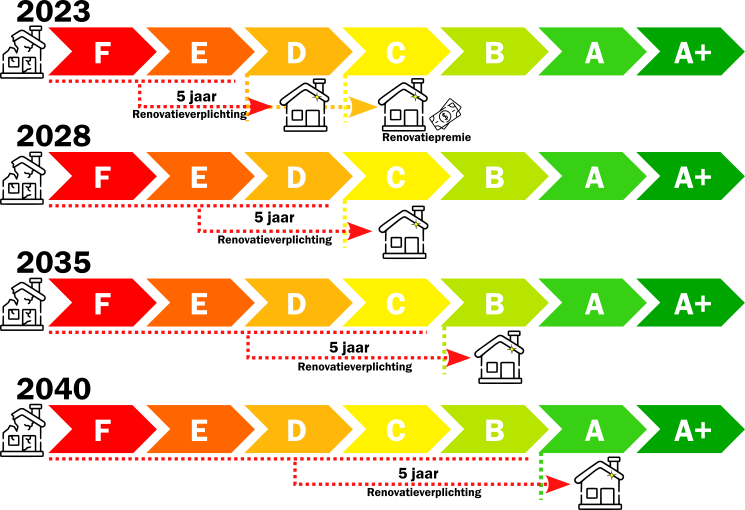 2023
F E D C B A A+
5 jaar
Renovatieverplichting
Renovatiepremie
2028
F E D C B A A+
5 jaar
Renovatieverplichting
2035
F E D C B A A+
5 jaar
Renovatieverplichting
2040
F E D C B A A+
5 jaar
Renovatieverplichting